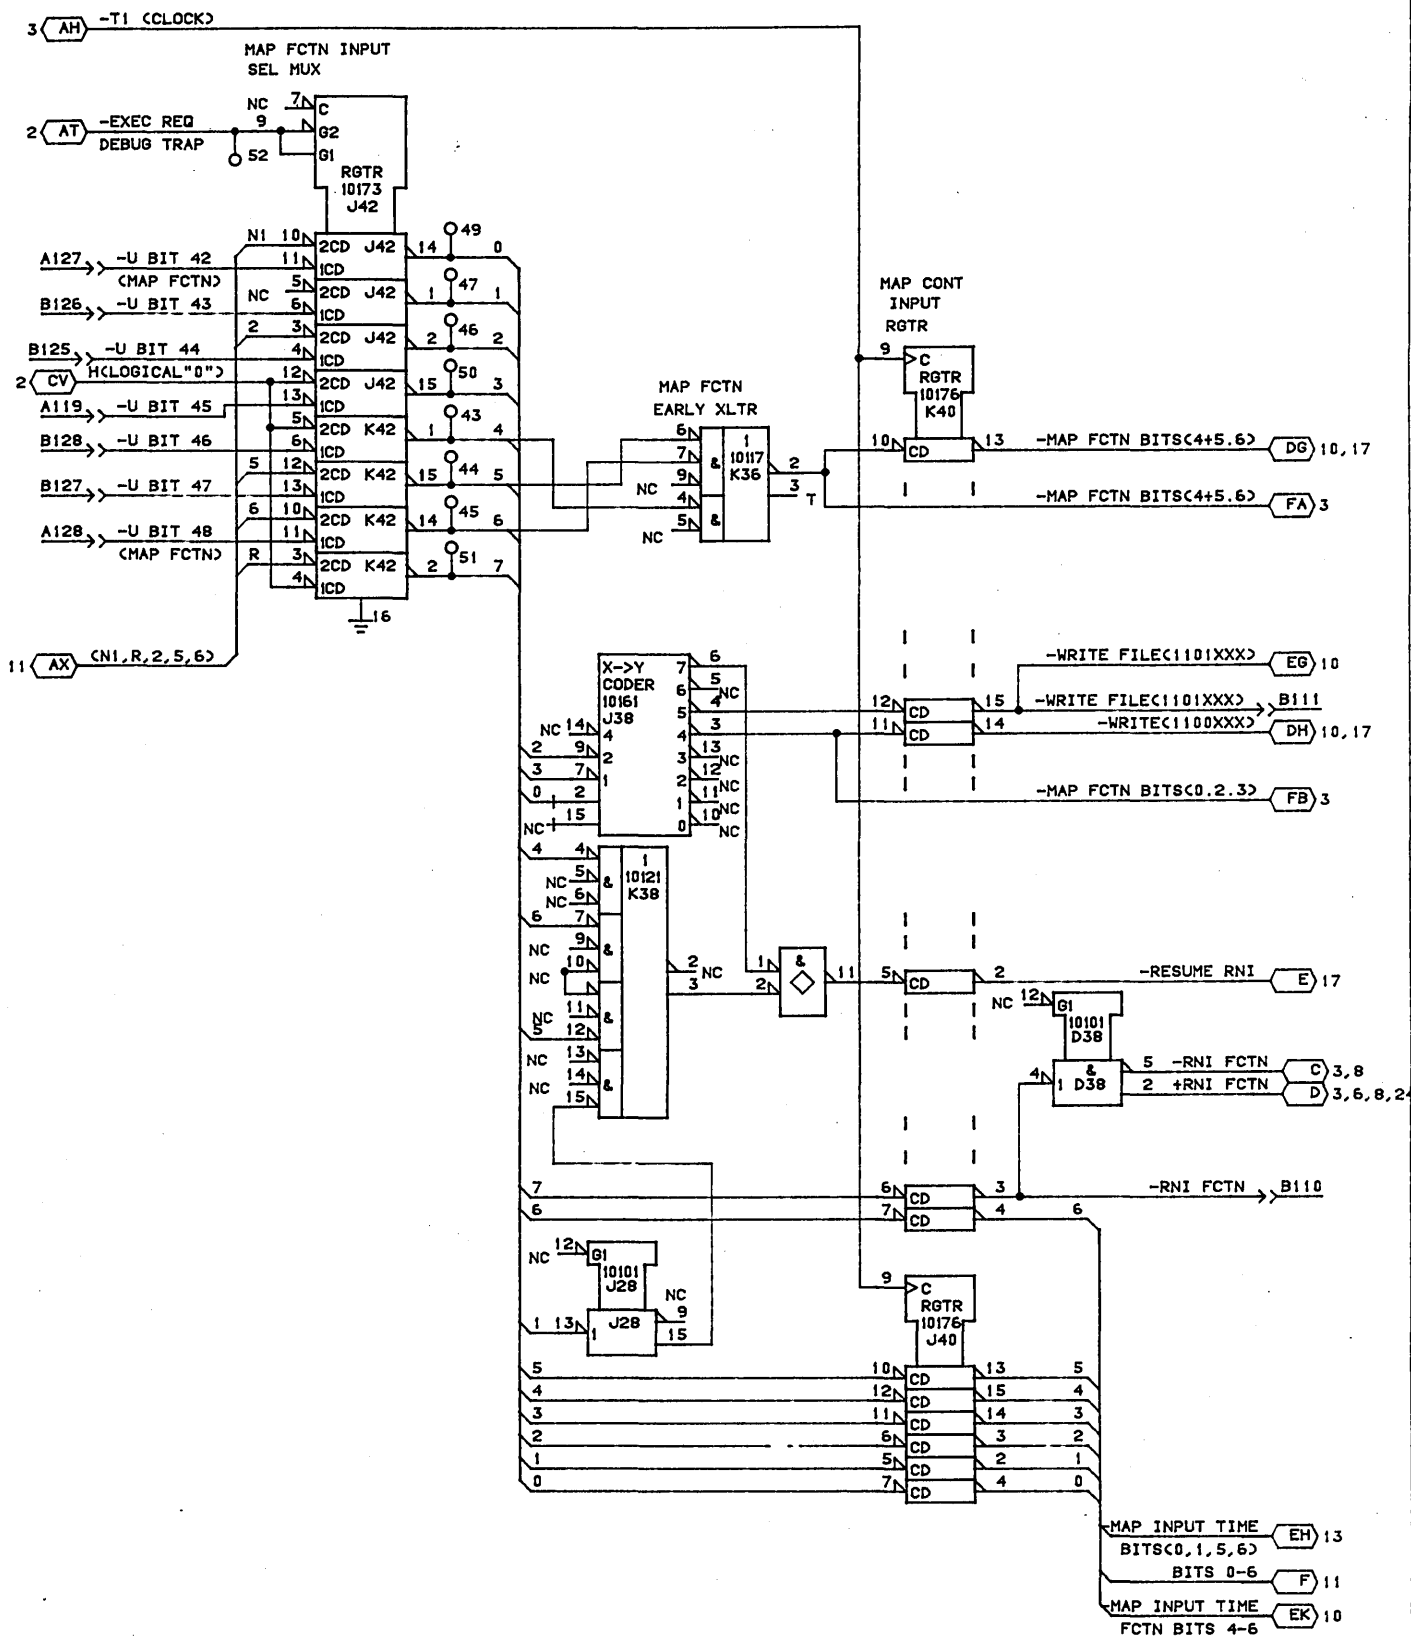 3 AH -T1 (CLOCK)
MAP FCTN INPUT
SEL MUX
NC 7 C
2 AT -EXEC REQ 9 G2
DEBUG TRAP 52 G1
RGTR
10173
J42
N1 10 2CD J42 14 49 0
A127 -U BIT 42 11 1CD
(MAP FCTN) NC 5 2CD J42 1 47 1
B126 -U BIT 43 6 1CD
2 3 2CD J42 2 46 2
B125 -U BIT 44 4 1CD
2 CV H(LOGICAL"0") 12 2CD J42 15 50 3
A119 -U BIT 45 13 1CD
5 2CD K42 1 43 4
B128 -U BIT 46 6 1CD
5 12 2CD K42 15 44 5
B127 -U BIT 47 13 1CD
6 10 2CD K42 14 45 6
A128 -U BIT 48 11 1CD
(MAP FCTN) R 3 2CD K42 2 51 7
4 1CD
16
11 AX (N1,R,2,5,6)
MAP FCTN
EARLY XLTR
6 1
7 & 10117
NC 9 K36 2
4 3 T
NC 5 &
MAP CONT
INPUT
RGTR
9 C
RGTR
10176
K40
10 CD 13 -MAP FCTN BITS(4+5.6) DG 10,17
-MAP FCTN BITS(4+5.6) FA 3
X->Y 7 6
CODER 6 5 NC
10161 5 4
J38 4 3
NC 14 4 3 13 NC
2 9 2 2 12 NC
3 7 1 1 11 NC
0 2 0 10 NC
NC 15
-WRITE FILE(1101XXX) EG 10
12 CD 15 -WRITE FILE(1101XXX) B111
11 CD 14 -WRITE(1100XXX) DH 10,17
-MAP FCTN BITS(0.2.3) FB 3
4 4 1
NC 5 & 10121
NC 6 K38
6 7
NC 9 &
NC 10 2 NC
3
NC 11 &
5 12
NC 13
NC 14 &
15
1 &
2 11 5 CD 2 -RESUME RNI E 17
NC 12 G1
10101
D38
&
4 1 D38 5 -RNI FCTN C 3,8
2 +RNI FCTN D 3,6,8,24
7 6 CD 3 -RNI FCTN B110
6 7 CD 4 6
NC 12 G1
10101
J28
NC
1 13 1 J28 9
15
9 C
RGTR
10176
J40
5 10 CD 13 5
4 12 CD 15 4
3 11 CD 14 3
2 6 CD 3 2
1 5 CD 2 1
0 7 CD 4 0
-MAP INPUT TIME EH 13
BITS(0,1,5,6)
BITS 0-6 F 11
-MAP INPUT TIME EK 10
FCTN BITS 4-6